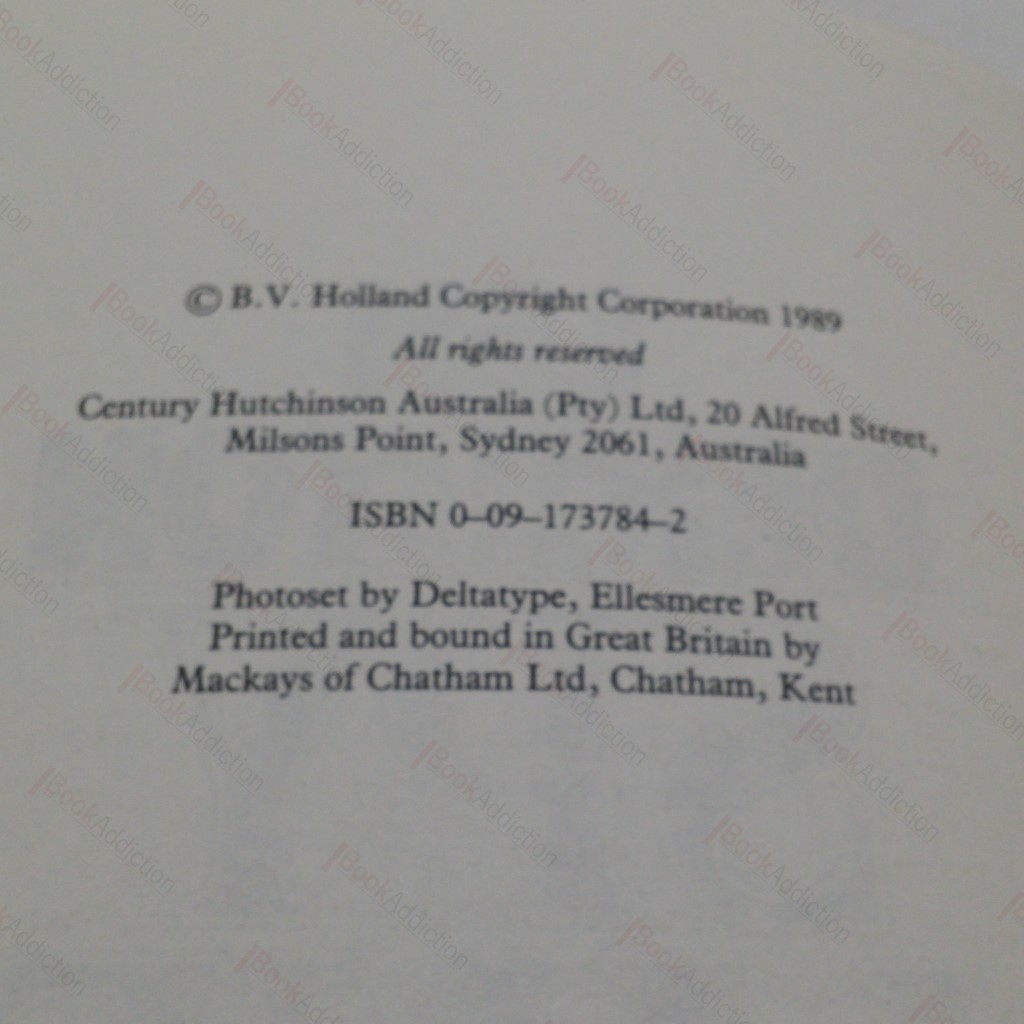 © B.V. Holland Copyright Corporation 1989
All rights reserved
Century Hutchinson Australia (Pty) Ltd, 20 Alfred Street,
Milsons Point, Sydney 2061, Australia
ISBN 0–09–173784–2
Photoset by Deltatype, Ellesmere Port
Printed and bound in Great Britain by
Mackays of Chatham Ltd, Chatham, Kent
BookAddiction